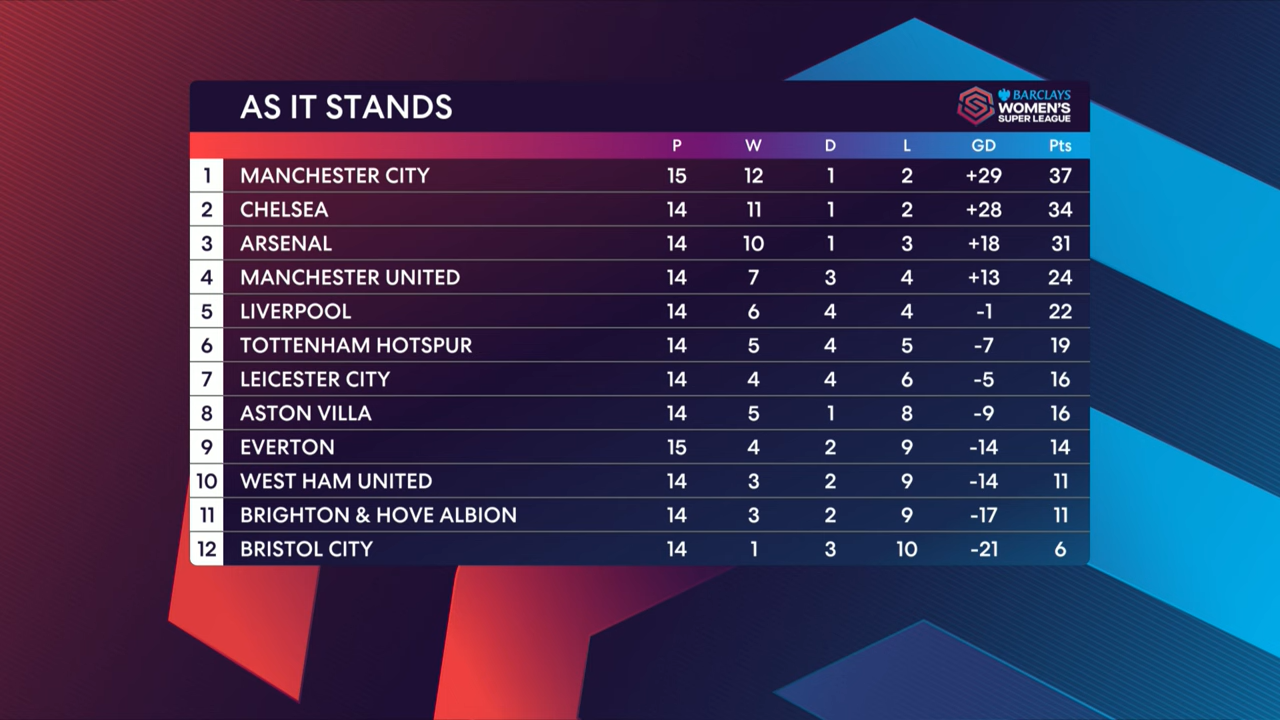 AS IT STANDS
BARCLAYS
WOMEN'S
SUPER LEAGUE
P W D L GD Pts
1 MANCHESTER CITY 15 12 1 2 +29 37
2 CHELSEA 14 11 1 2 +28 34
3 ARSENAL 14 10 1 3 +18 31
4 MANCHESTER UNITED 14 7 3 4 +13 24
5 LIVERPOOL 14 6 4 4 -1 22
6 TOTTENHAM HOTSPUR 14 5 4 5 -7 19
7 LEICESTER CITY 14 4 4 6 -5 16
8 ASTON VILLA 14 5 1 8 -9 16
9 EVERTON 15 4 2 9 -14 14
10 WEST HAM UNITED 14 3 2 9 -14 11
11 BRIGHTON & HOVE ALBION 14 3 2 9 -17 11
12 BRISTOL CITY 14 1 3 10 -21 6